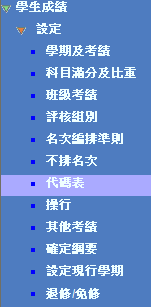 學生成績
設定
學期及考績
科目滿分及比重
班級考績
評核組別
名次編排準則
不排名次
代碼表
操行
其他考績
確定綱要
設定現行學期
退修/免修